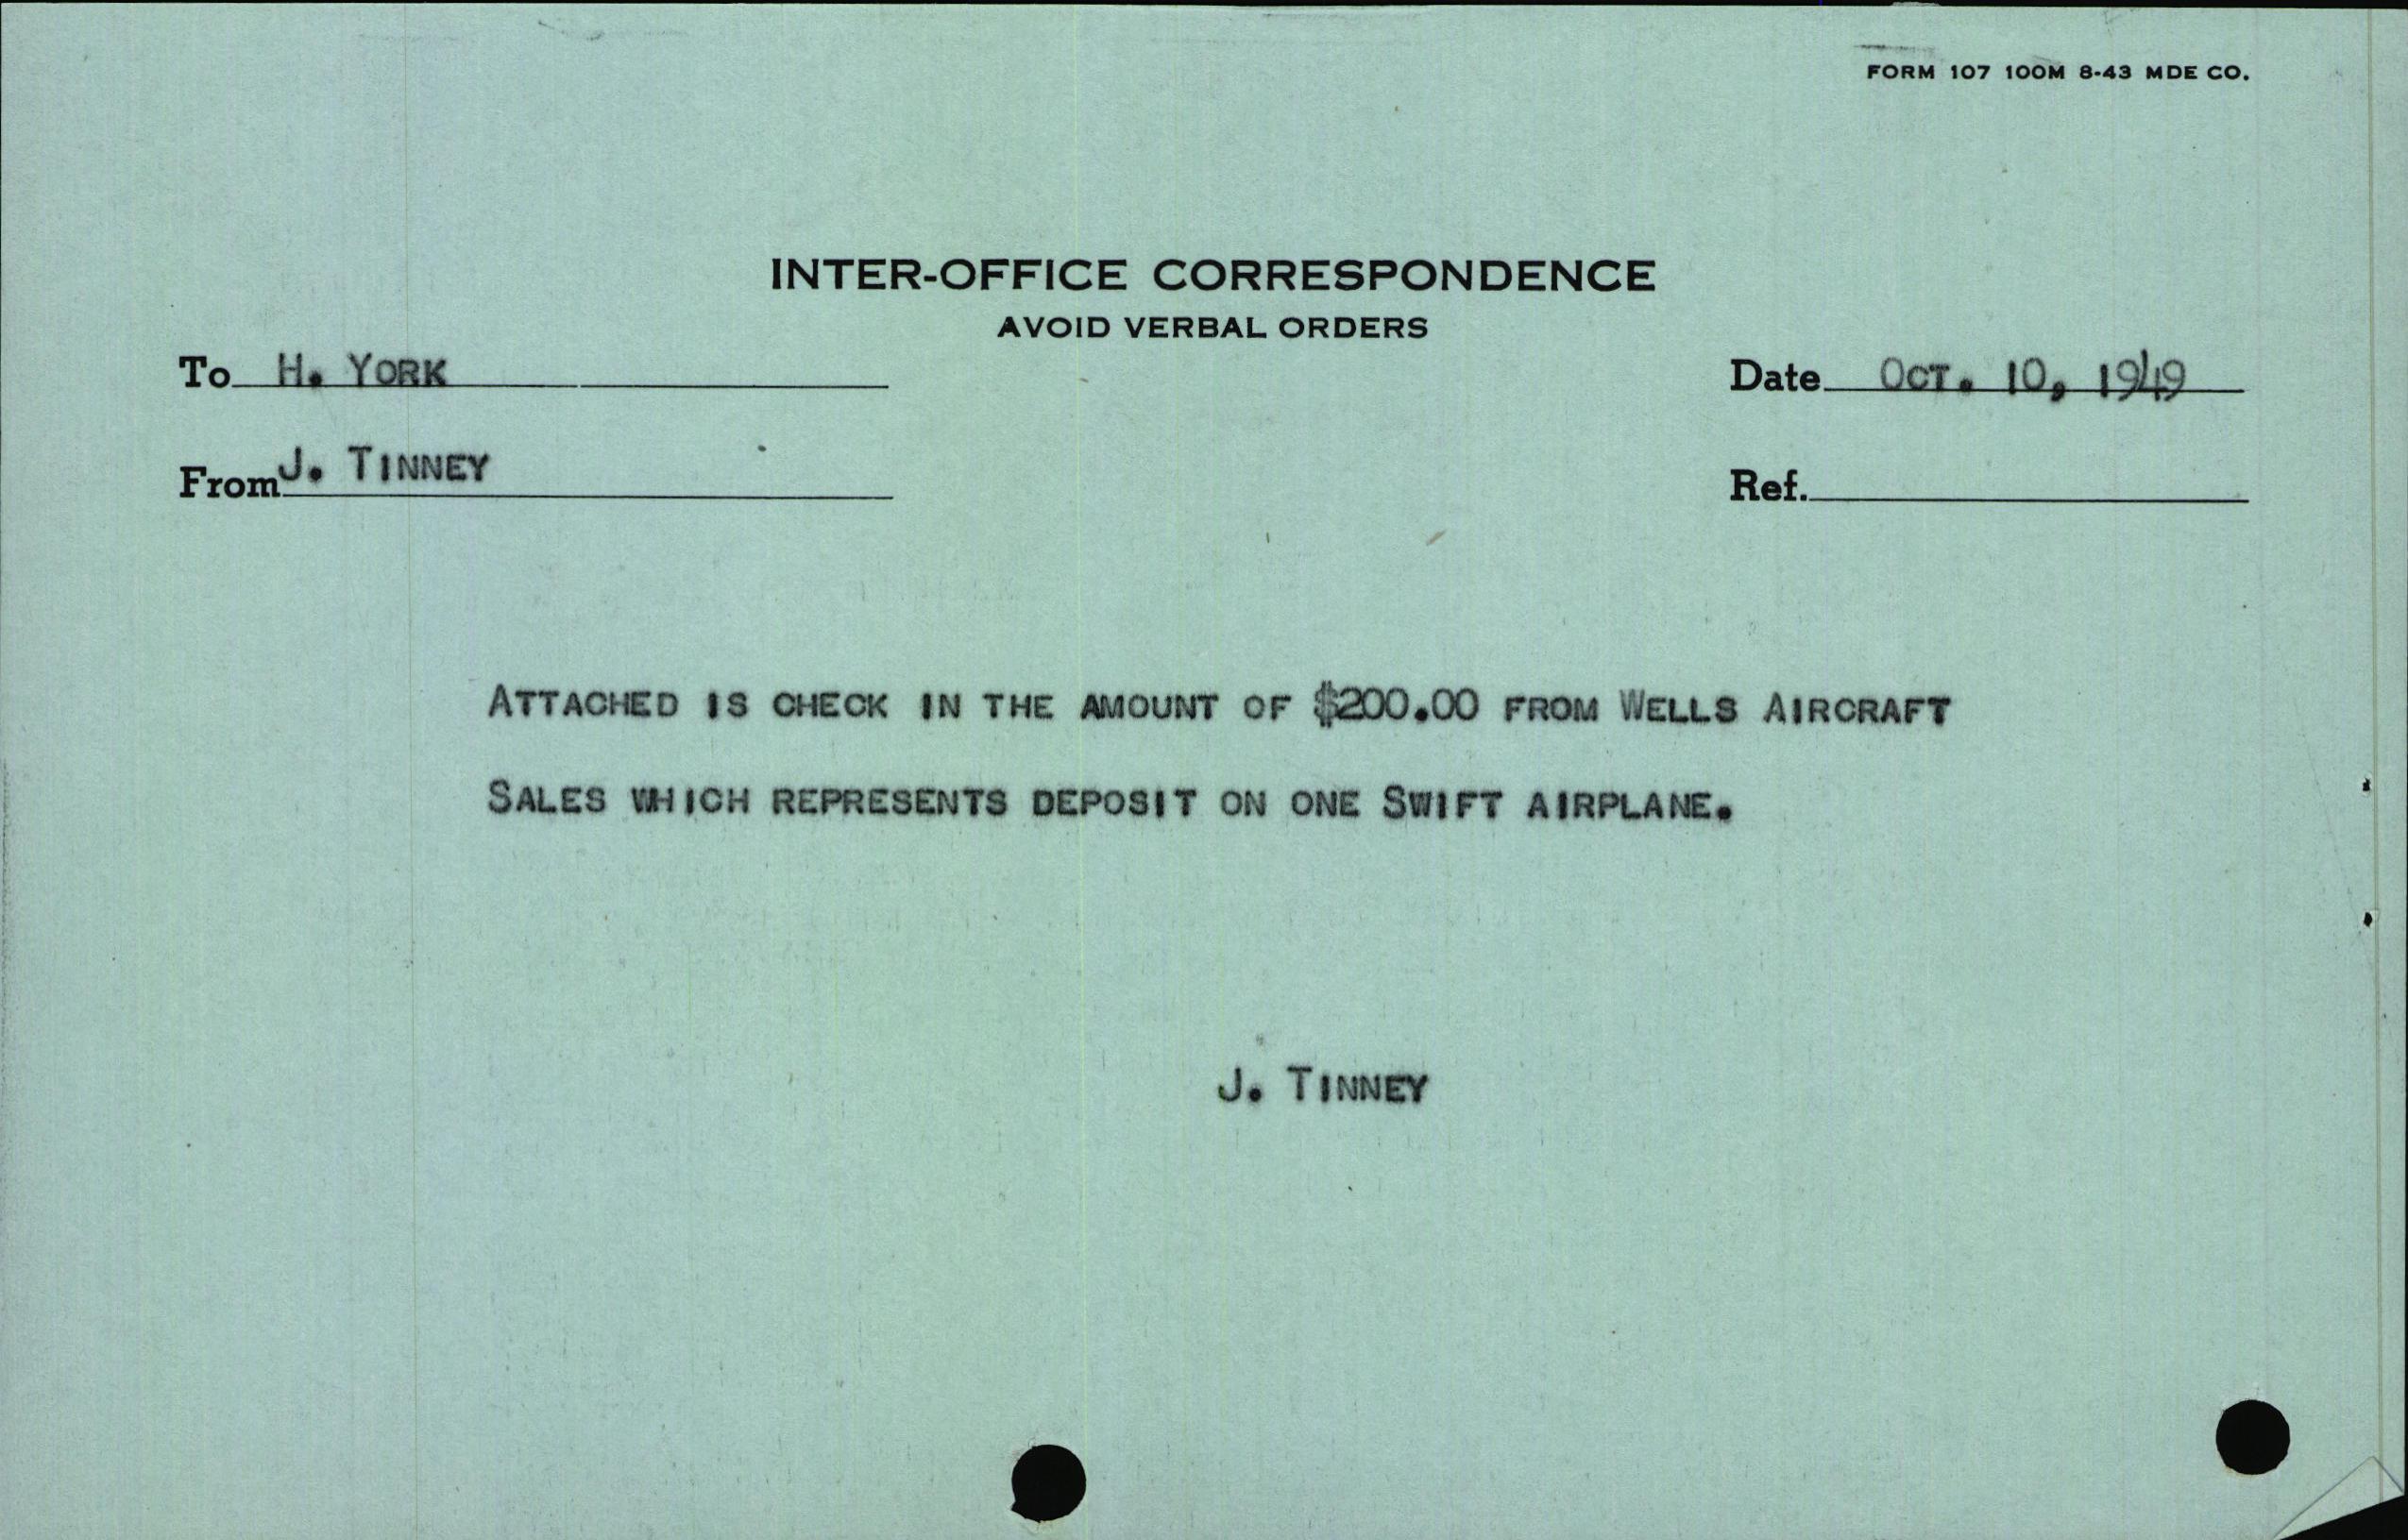 FORM 107 100M 8-43 MDE CO.
INTER-OFFICE CORRESPONDENCE
AVOID VERBAL ORDERS
To H. YORK
Date OCT. 10, 1949
From J. TINNEY
Ref.
ATTACHED IS CHECK IN THE AMOUNT OF $200.00 FROM WELLS AIRCRAFT
SALES WHICH REPRESENTS DEPOSIT ON ONE SWIFT AIRPLANE.
J. TINNEY